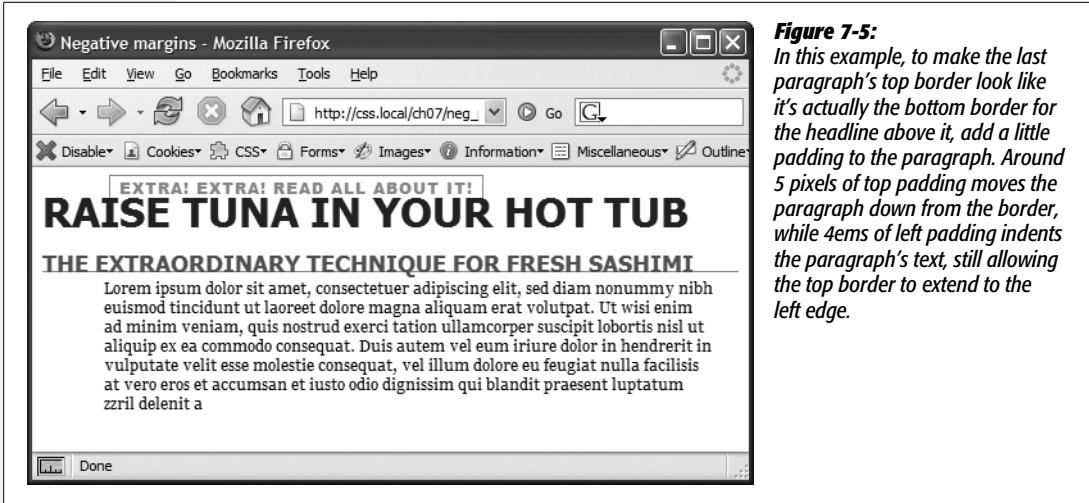 Negative margins - Mozilla Firefox
File Edit View Go Bookmarks Tools Help
http://css.local/ch07/neg_ Go G
Disable Cookies CSS Forms Images Information Miscellaneous Outline
EXTRA! EXTRA! READ ALL ABOUT IT!
RAISE TUNA IN YOUR HOT TUB
THE EXTRAORDINARY TECHNIQUE FOR FRESH SASHIMI
Lorem ipsum dolor sit amet, consectetuer adipiscing elit, sed diam nonummy nibh
euismod tincidunt ut laoreet dolore magna aliquam erat volutpat. Ut wisi enim
ad minim veniam, quis nostrud exerci tation ullamcorper suscipit lobortis nisl ut
aliquip ex ea commodo consequat. Duis autem vel eum iriure dolor in hendrerit in
vulputate velit esse molestie consequat, vel illum dolore eu feugiat nulla facilisis
at vero eros et accumsan et iusto odio dignissim qui blandit praesent luptatum
zzril delenit a
Done
Figure 7-5:
In this example, to make the last
paragraph's top border look like
it's actually the bottom border for
the headline above it, add a little
padding to the paragraph. Around
5 pixels of top padding moves the
paragraph down from the border,
while 4ems of left padding indents
the paragraph's text, still allowing
the top border to extend to the
left edge.